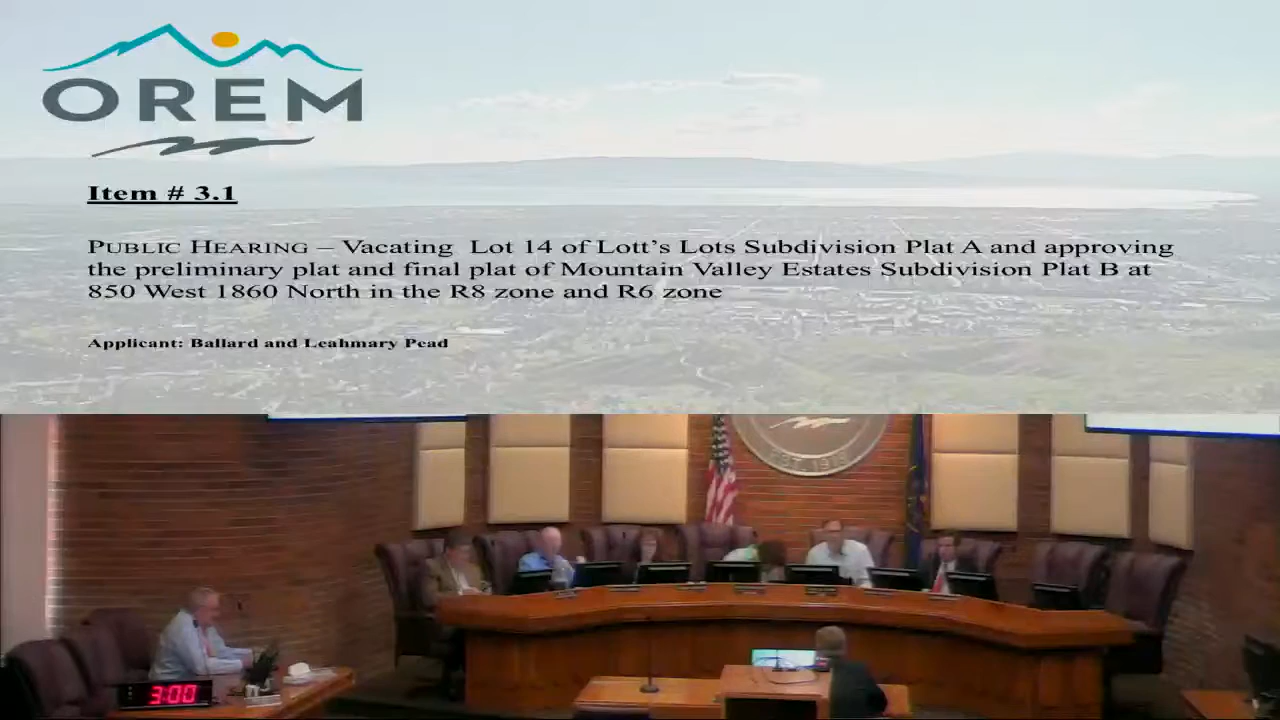 OREM
Item # 3.1
PUBLIC HEARING – Vacating Lot 14 of Lott's Lots Subdivision Plat A and approving
the preliminary plat and final plat of Mountain Valley Estates Subdivision Plat B at
850 West 1860 North in the R8 zone and R6 zone
Applicant: Ballard and Leahmary Pead
3:00